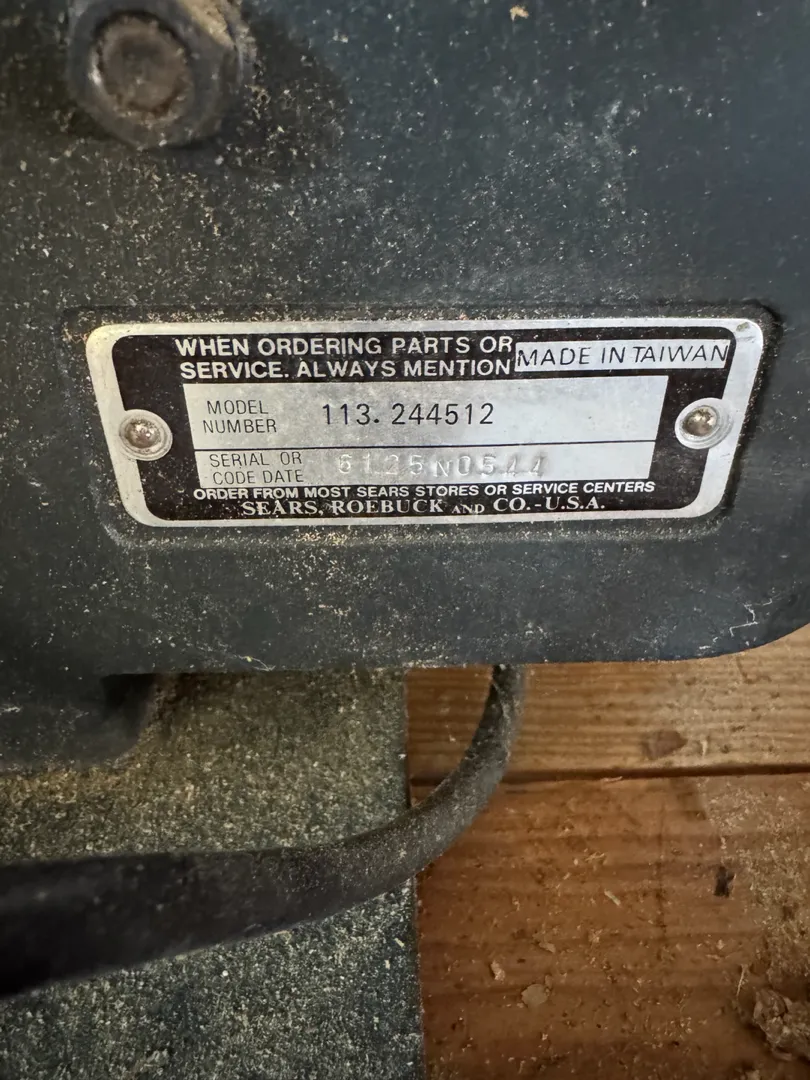 WHEN ORDERING PARTS OR
SERVICE. ALWAYS MENTION
MADE IN TAIWAN
MODEL NUMBER 113.244512
SERIAL OR CODE DATE 6125N0544
ORDER FROM MOST SEARS STORES OR SERVICE CENTERS
SEARS, ROEBUCK AND CO.-U.S.A.